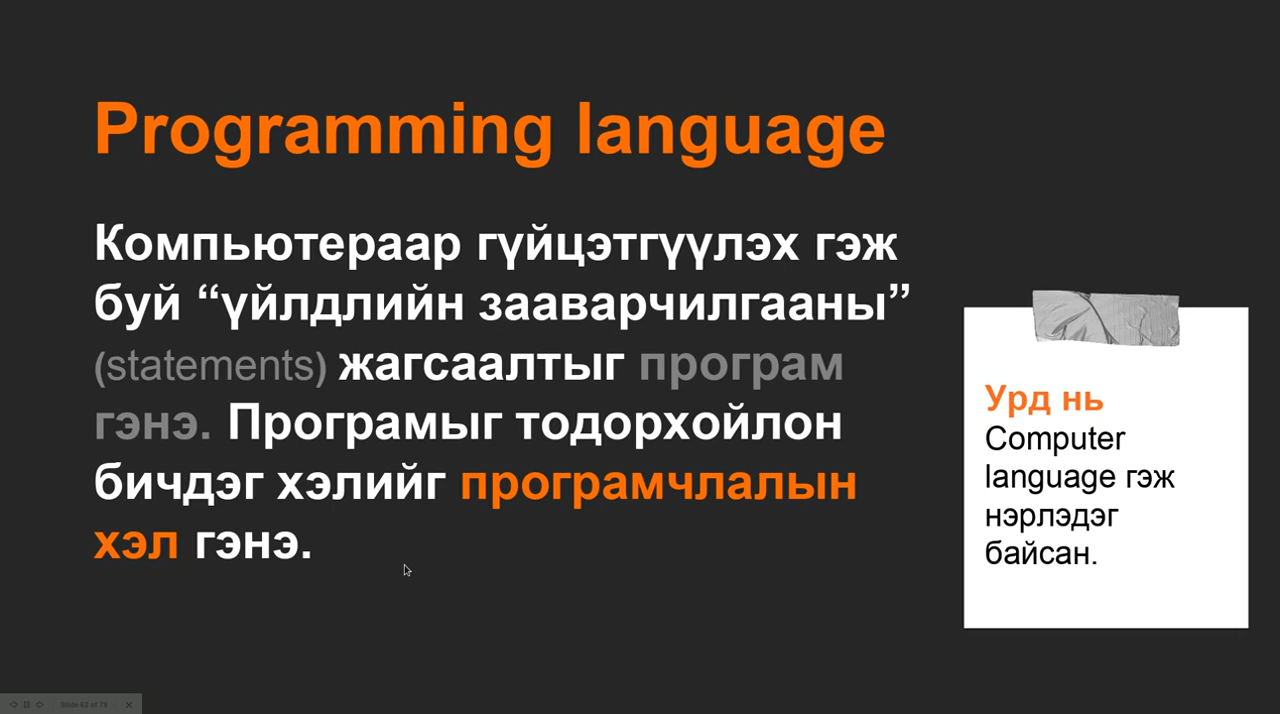 Programming language
Компьютераар гүйцэтгүүлэх гэж
буй “үйлдлийн зааварчилгааны”
(statements) жагсаалтыг програм
гэнэ. Програмыг тодорхойлон
бичдэг хэлийг програмчлалын
хэл гэнэ.
Урд нь
Computer
language гэж
нэрлэдэг
байсан.